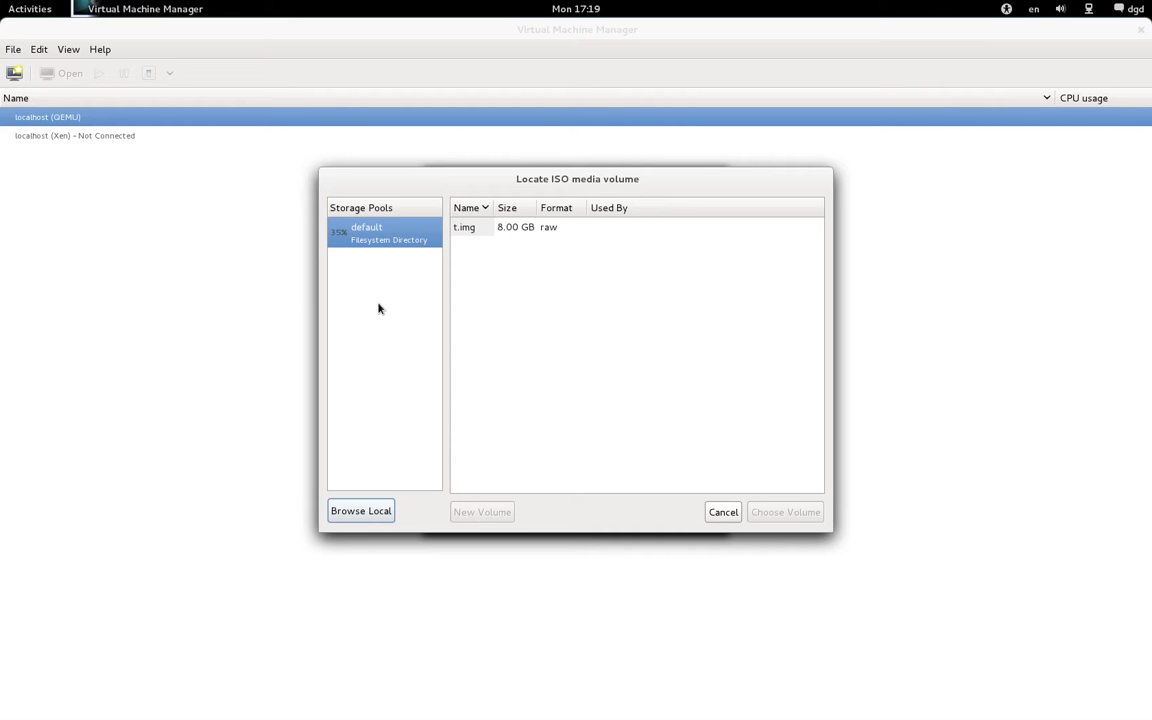 Activities Virtual Machine Manager Mon 17:19 en dgd
Virtual Machine Manager
File Edit View Help
Open
Name CPU usage
localhost (QEMU)
localhost (Xen) - Not Connected
Locate ISO media volume
Storage Pools Name Size Format Used By
35% default t.img 8.00 GB raw
Filesystem Directory
Browse Local New Volume Cancel Choose Volume